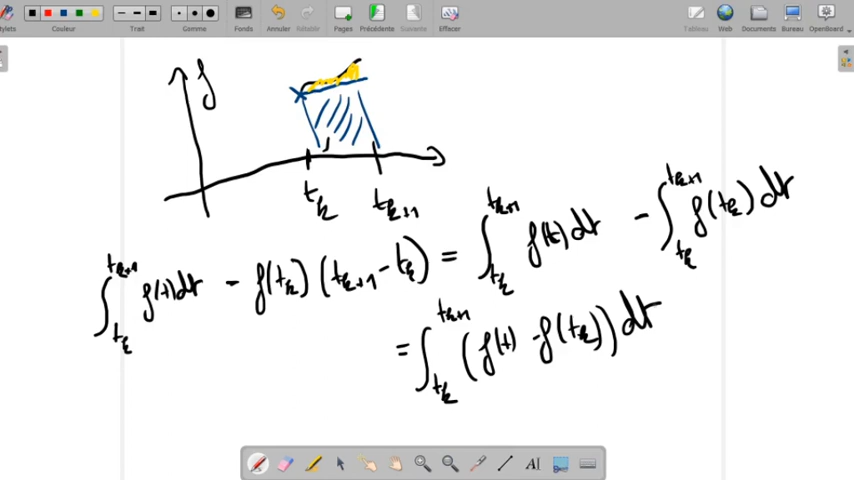 Stylets Couleur Trait Gamme Fonds Annuler Rétablir Pages Précédente Suivante Effacer Tableau Web Documents OpenBoard
f
t_k t_{k+1}
∫_{t_k}^{t_{k+1}} f(t)dt - f(t_k)(t_{k+1} - t_k) = ∫_{t_k}^{t_{k+1}} f(t)dt - ∫_{t_k}^{t_{k+1}} f(t_k)dt
= ∫_{t_k}^{t_{k+1}} (f(t) - f(t_k))dt